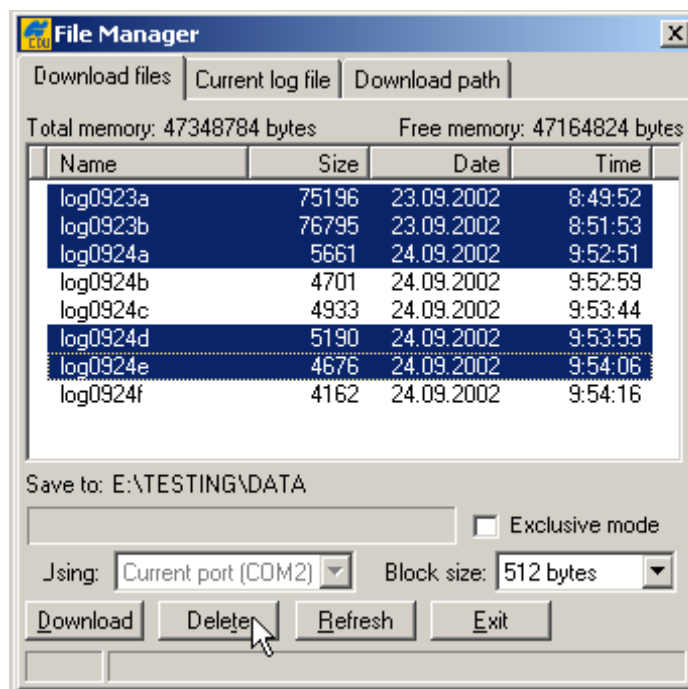 CDU File Manager
Download files Current log file Download path
Total memory: 47348784 bytes Free memory: 47164824 bytes
Name Size Date Time
log0923a 75196 23.09.2002 8:49:52
log0923b 76795 23.09.2002 8:51:53
log0924a 5661 24.09.2002 9:52:51
log0924b 4701 24.09.2002 9:52:59
log0924c 4933 24.09.2002 9:53:44
log0924d 5190 24.09.2002 9:53:55
log0924e 4676 24.09.2002 9:54:06
log0924f 4162 24.09.2002 9:54:16
Save to: E:\TESTING\DATA
Exclusive mode
Using: Current port (COM2) Block size: 512 bytes
Download Delete Refresh Exit